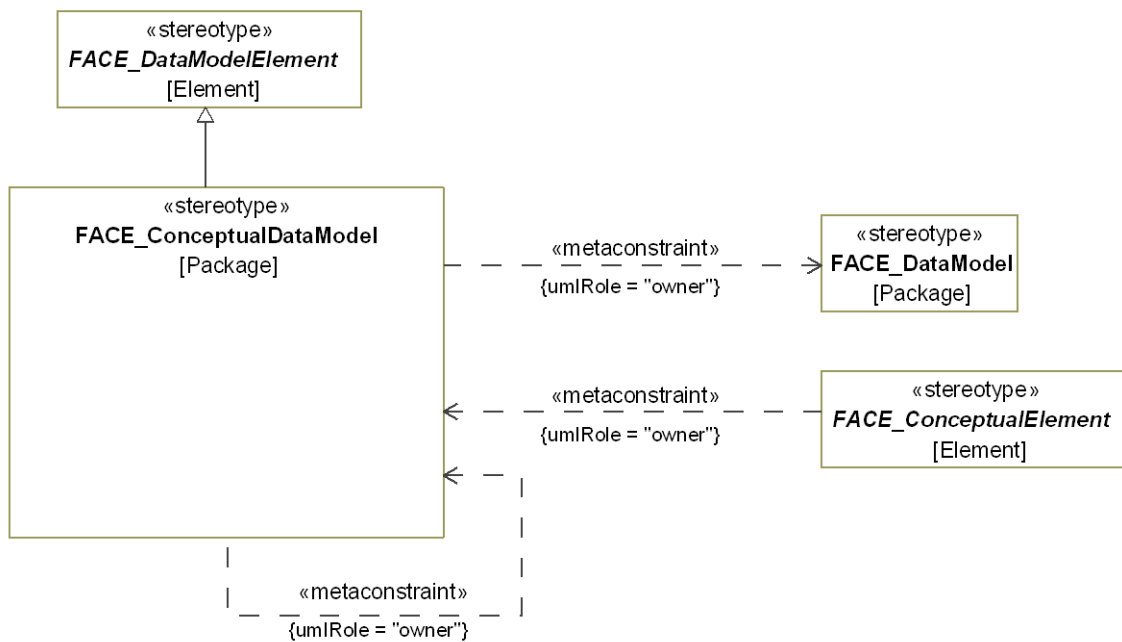 «stereotype»
FACE_DataModelElement
[Element]
«stereotype»
FACE_ConceptualDataModel
[Package]
«metaconstraint»
{umlRole = "owner"}
«stereotype»
FACE_DataModel
[Package]
«metaconstraint»
{umlRole = "owner"}
«stereotype»
FACE_ConceptualElement
[Element]
«metaconstraint»
{umlRole = "owner"}